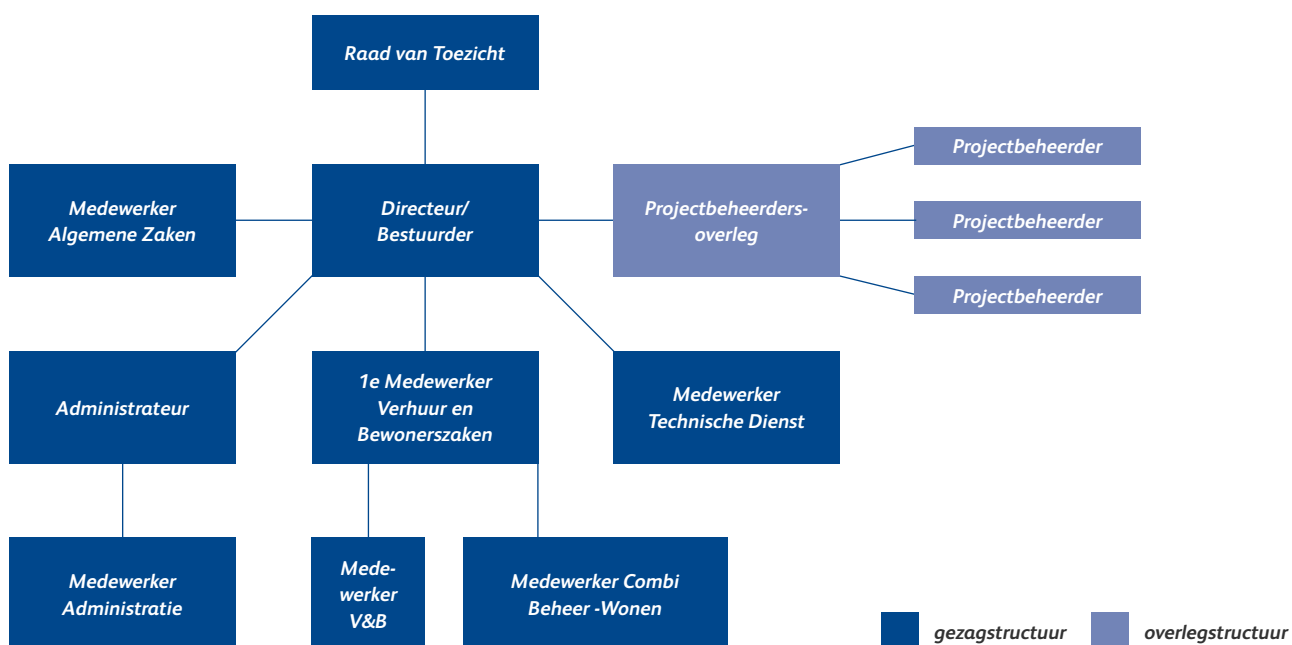 Raad van Toezicht
Projectbeheerder
Medewerker
Algemene Zaken
Directeur/
Bestuurder
Projectbeheerders-
overleg
Projectbeheerder
Projectbeheerder
Administrateur
1e Medewerker
Verhuur en
Bewonerszaken
Medewerker
Technische Dienst
Medewerker
Administratie
Mede-
werker
V&B
Medewerker Combi
Beheer -Wonen
gezagstructuur
overlegstructuur